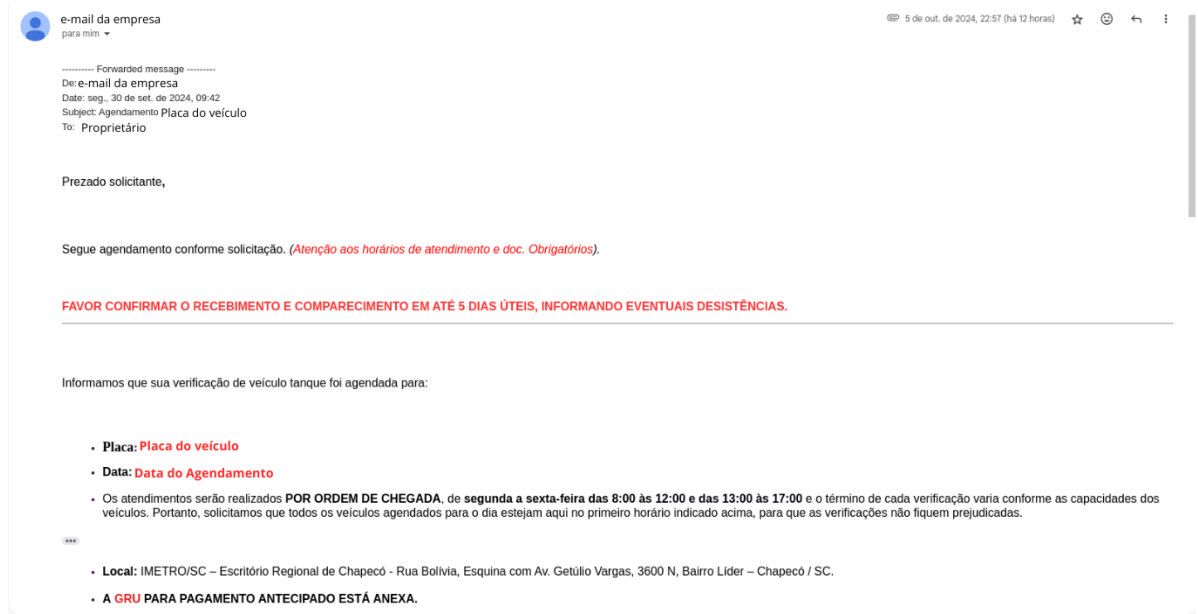 e-mail da empresa
5 de out. de 2024, 22:57 (há 12 horas)
para mim
---------- Forwarded message ---------
De: e-mail da empresa
Date: seg., 30 de set. de 2024, 09:42
Subject: Agendamento Placa do veículo
To: Proprietário
Prezado solicitante,
Segue agendamento conforme solicitação. (Atenção aos horários de atendimento e doc. Obrigatórios).
FAVOR CONFIRMAR O RECEBIMENTO E COMPARECIMENTO EM ATÉ 5 DIAS ÚTEIS, INFORMANDO EVENTUAIS DESISTÊNCIAS.
Informamos que sua verificação de veículo tanque foi agendada para:
• Placa: Placa do veículo
• Data: Data do Agendamento
• Os atendimentos serão realizados POR ORDEM DE CHEGADA, de segunda a sexta-feira das 8:00 às 12:00 e das 13:00 às 17:00 e o término de cada verificação varia conforme as capacidades dos
veículos. Portanto, solicitamos que todos os veículos agendados para o dia estejam aqui no primeiro horário indicado acima, para que as verificações não fiquem prejudicadas.
• Local: IMETRO/SC – Escritório Regional de Chapecó - Rua Bolívia, Esquina com Av. Getúlio Vargas, 3600 N, Bairro Líder – Chapecó / SC.
• A GRU PARA PAGAMENTO ANTECIPADO ESTÁ ANEXA.